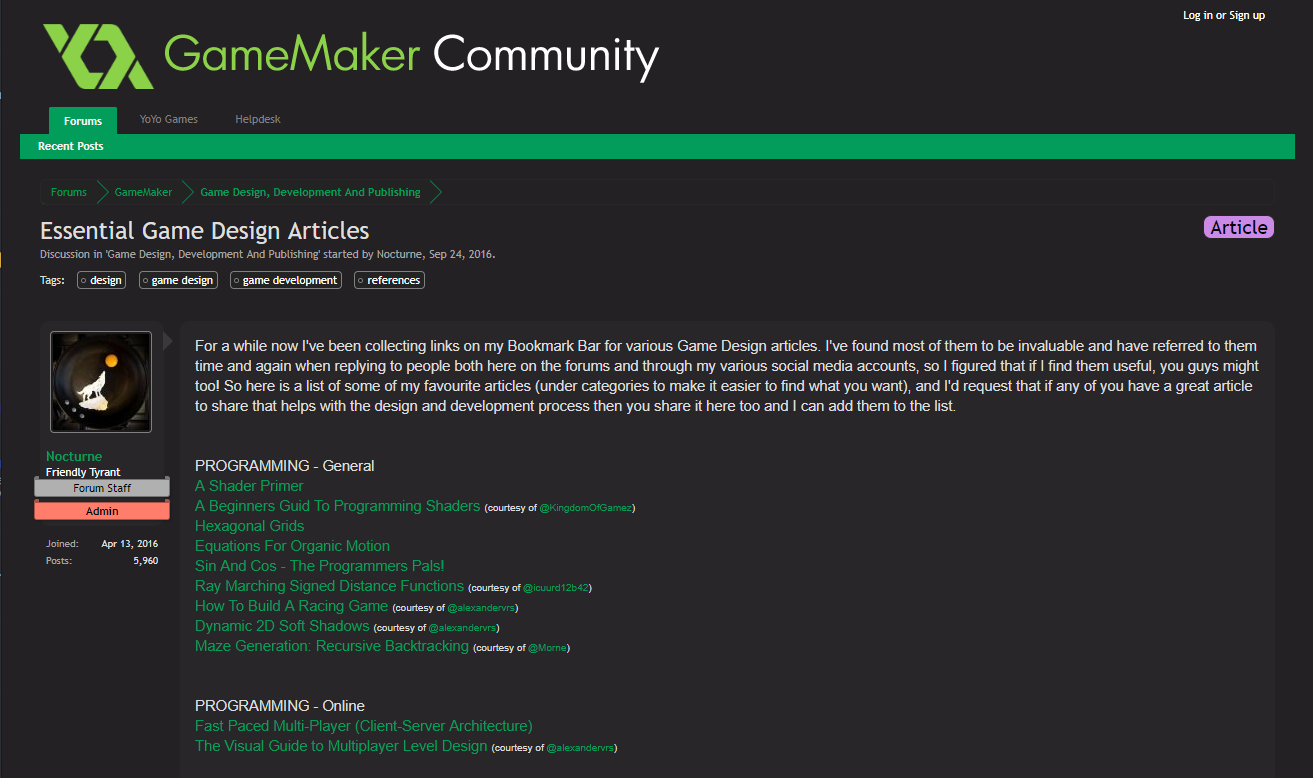 Log in or Sign up
GameMaker Community
Forums YoYo Games Helpdesk
Recent Posts
Forums GameMaker Game Design, Development And Publishing
Essential Game Design Articles
Article
Discussion in 'Game Design, Development And Publishing' started by Nocturne, Sep 24, 2016.
Tags: design game design game development references
Nocturne
Friendly Tyrant
Forum Staff
Admin
Joined: Apr 13, 2016
Posts: 5,960
For a while now I've been collecting links on my Bookmark Bar for various Game Design articles. I've found most of them to be invaluable and have referred to them
time and again when replying to people both here on the forums and through my various social media accounts, so I figured that if I find them useful, you guys might
too! So here is a list of some of my favourite articles (under categories to make it easier to find what you want), and I'd request that if any of you have a great article
to share that helps with the design and development process then you share it here too and I can add them to the list.
PROGRAMMING - General
A Shader Primer
A Beginners Guid To Programming Shaders (courtesy of @KingdomOfGamez)
Hexagonal Grids
Equations For Organic Motion
Sin And Cos - The Programmers Pals!
Ray Marching Signed Distance Functions (courtesy of @icuurd12b42)
How To Build A Racing Game (courtesy of @alexandervrs)
Dynamic 2D Soft Shadows (courtesy of @alexandervrs)
Maze Generation: Recursive Backtracking (courtesy of @Morne)
PROGRAMMING - Online
Fast Paced Multi-Player (Client-Server Architecture)
The Visual Guide to Multiplayer Level Design (courtesy of @alexandervrs)